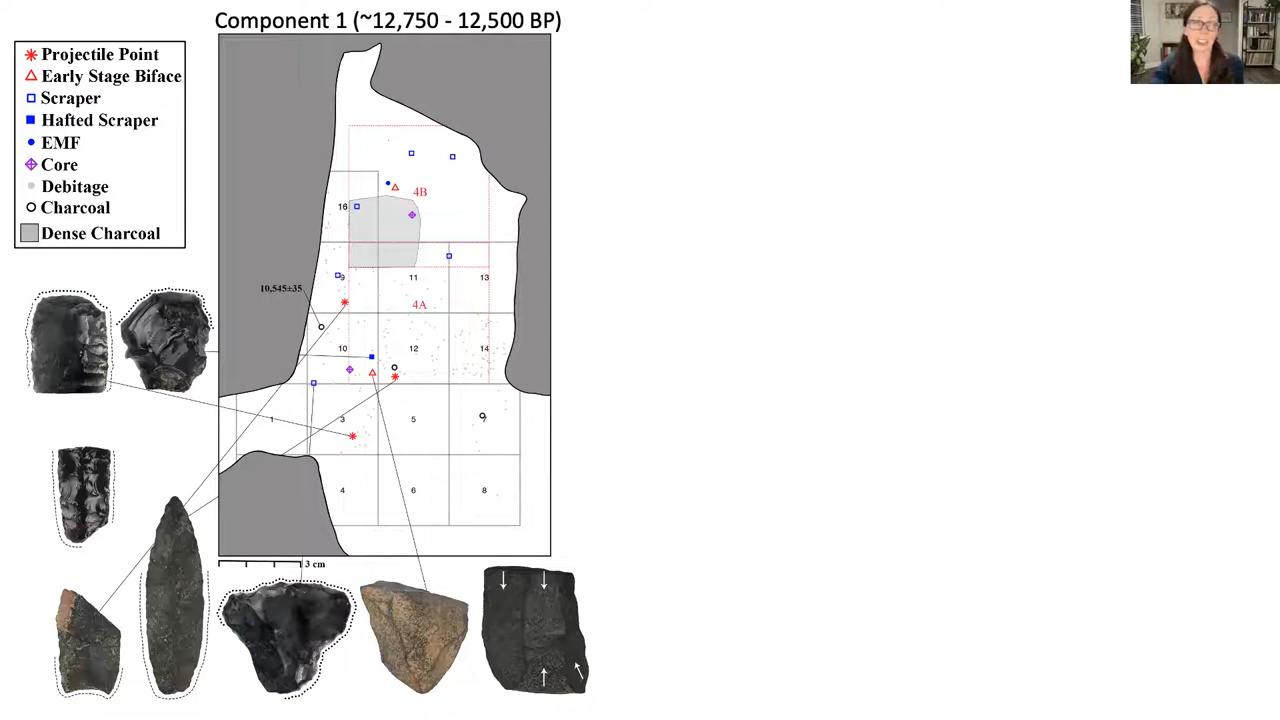 Component 1 (~12,750 - 12,500 BP)
Projectile Point
Early Stage Biface
Scraper
Hafted Scraper
EMF
Core
Debitage
Charcoal
Dense Charcoal
4B
16
9
11
13
10,545±35
4A
10
12
14
1
3
5
7
4
6
8
3 cm